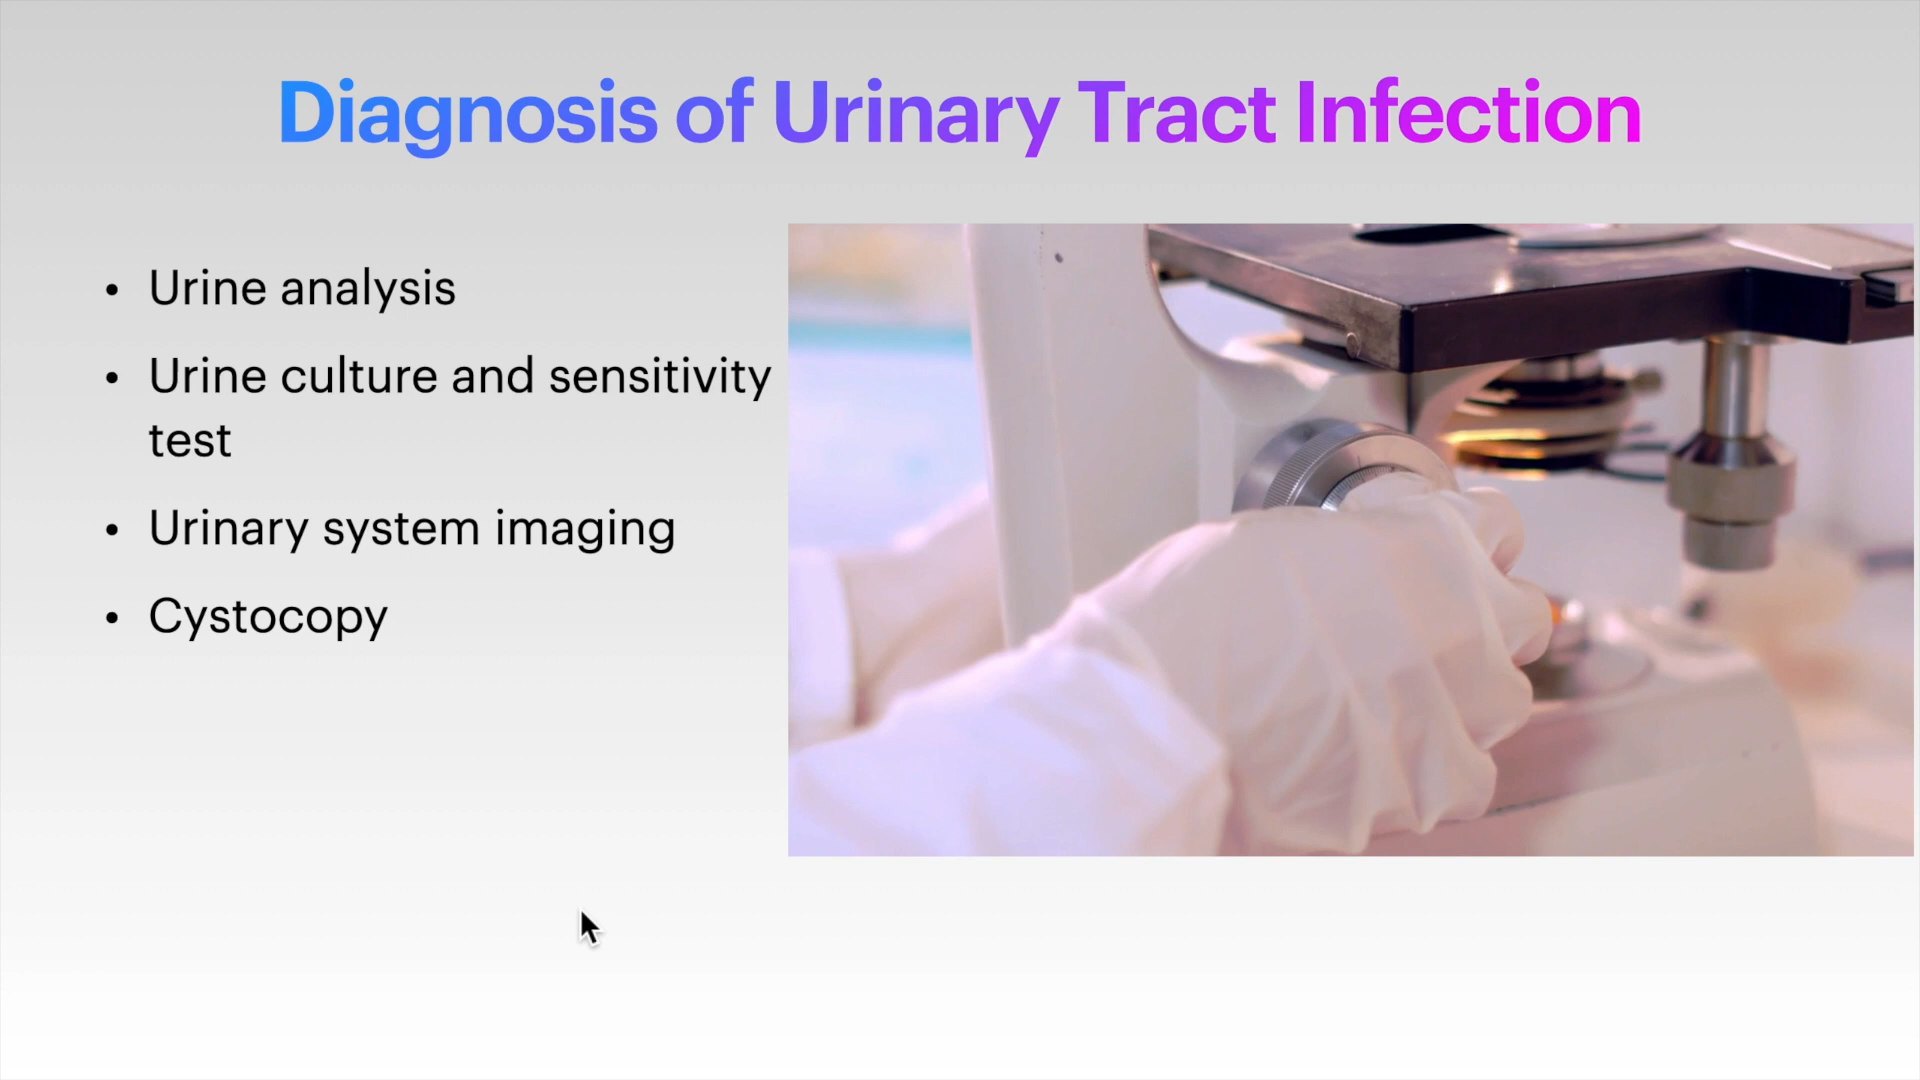 Diagnosis of Urinary Tract Infection
• Urine analysis
• Urine culture and sensitivity
test
• Urinary system imaging
• Cystocopy